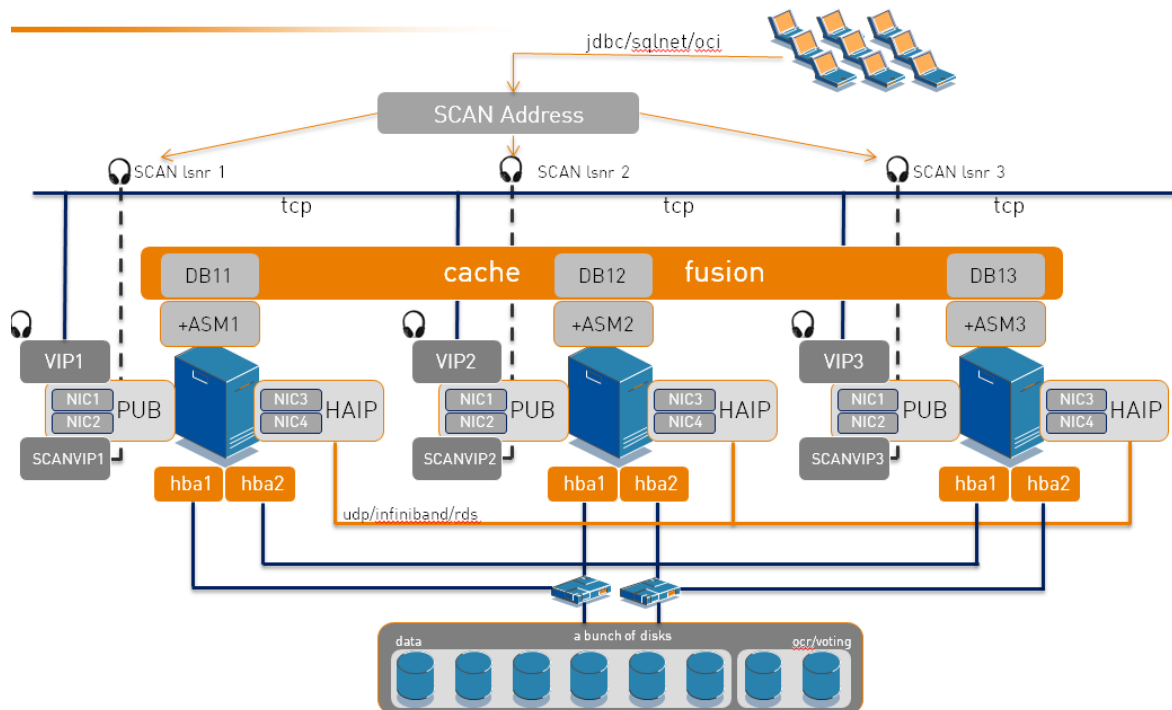 jdbc/sqlnet/oci
SCAN Address
SCAN lsnr 1
SCAN lsnr 2
SCAN lsnr 3
tcp
tcp
tcp
cache fusion
DB11
DB12
DB13
+ASM1
+ASM2
+ASM3
VIP1
VIP2
VIP3
NIC1
NIC2
PUB
NIC3
NIC4
HAIP
NIC1
NIC2
PUB
NIC3
NIC4
HAIP
NIC1
NIC2
PUB
NIC3
NIC4
HAIP
SCANVIP1
SCANVIP2
SCANVIP3
hba1
hba2
hba1
hba2
hba1
hba2
udp/infiniband/rds
a bunch of disks
data
ocr/voting